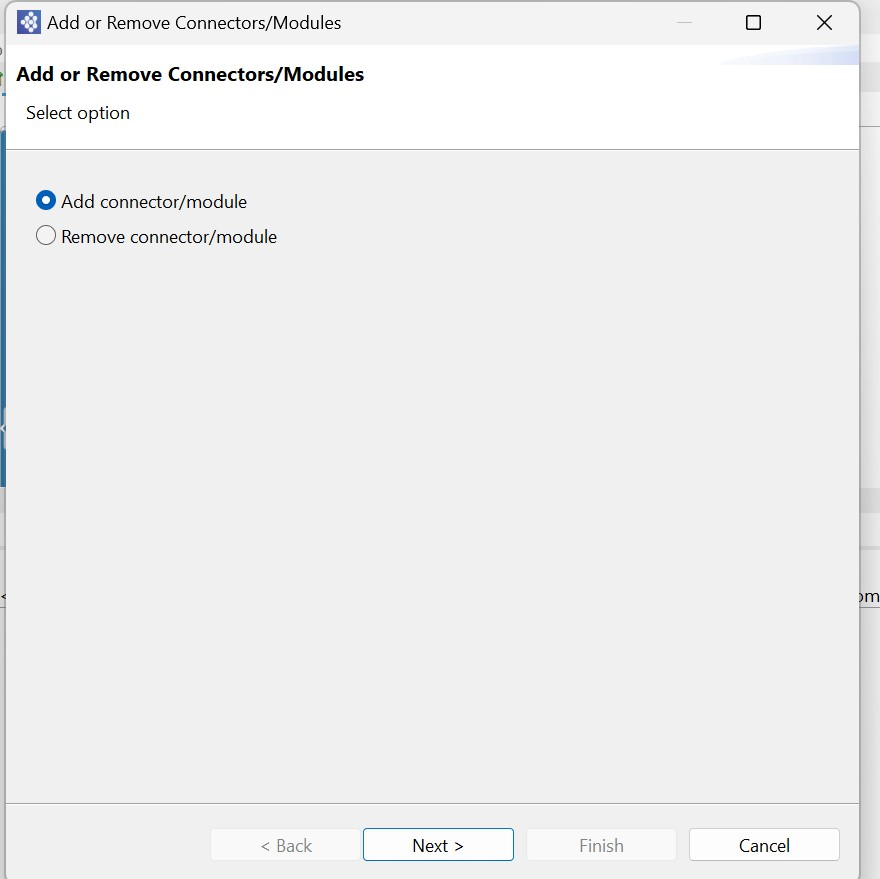 Add or Remove Connectors/Modules
Add or Remove Connectors/Modules
Select option
Add connector/module
Remove connector/module
< Back
Next >
Finish
Cancel